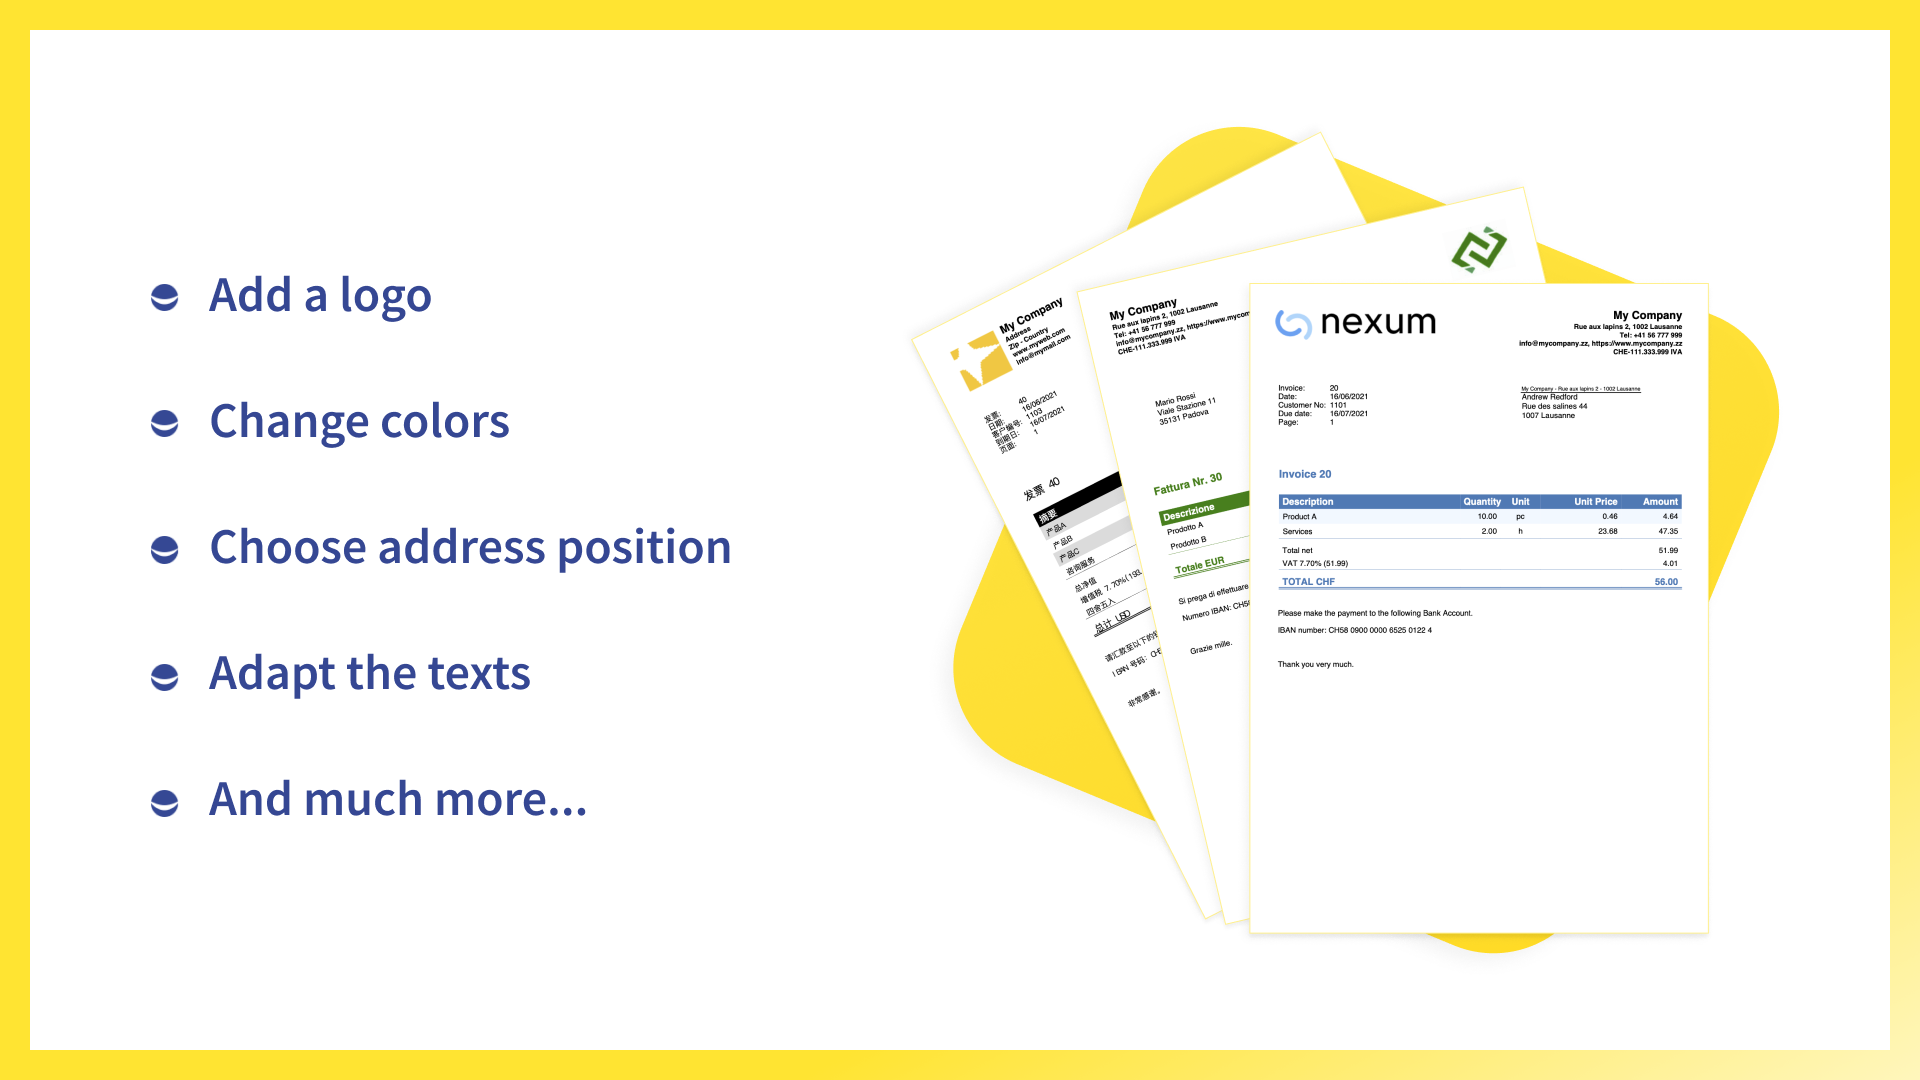 Add a logo
Change colors
Choose address position
Adapt the texts
And much more...
My Company
Address
Zip - Country
www.myweb.com
info@mymail.com
发票: 40
日期: 16/06/2021
客户编号: 1103
到期日: 16/07/2021
页面: 1
发票 40
摘要
产品A
产品B
产品C
咨询服务
总净值
增值税 7.70%(193.
四舍五入
总计 USD
请汇款至以下的
IBAN 号码: CH
非常感谢。
My Company
Rue aux lapins 2, 1002 Lausanne
Tel: +41 56 777 999
info@mycompany.zz, https://www.mycom
CHE-111.333.999 IVA
Mario Rossi
Viale Stazione 11
35131 Padova
Fattura Nr. 30
Descrizione
Prodotto A
Prodotto B
Totale EUR
Si prega di effettuare
Numero IBAN: CH58
Grazie mille.
nexum
My Company
Rue aux lapins 2, 1002 Lausanne
Tel: +41 56 777 999
info@mycompany.zz, https://www.mycompany.zz
CHE-111.333.999 IVA
Invoice: 20
Date: 16/06/2021
Customer No: 1101
Due date: 16/07/2021
Page: 1
My Company - Rue aux lapins 2 - 1002 Lausanne
Andrew Redford
Rue des salines 44
1007 Lausanne
Invoice 20
Description Quantity Unit Unit Price Amount
Product A 10.00 pc 0.46 4.64
Services 2.00 h 23.68 47.35
Total net 51.99
VAT 7.70% (51.99) 4.01
TOTAL CHF 56.00
Please make the payment to the following Bank Account.
IBAN number: CH58 0900 0000 6525 0122 4
Thank you very much.